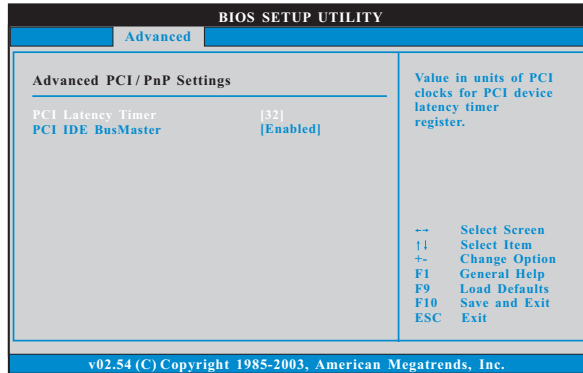 BIOS SETUP UTILITY
Advanced
Advanced PCI / PnP Settings
PCI Latency Timer [32]
PCI IDE BusMaster [Enabled]
Value in units of PCI
clocks for PCI device
latency timer
register.
←→ Select Screen
↑↓ Select Item
+- Change Option
F1 General Help
F9 Load Defaults
F10 Save and Exit
ESC Exit
v02.54 (C) Copyright 1985-2003, American Megatrends, Inc.